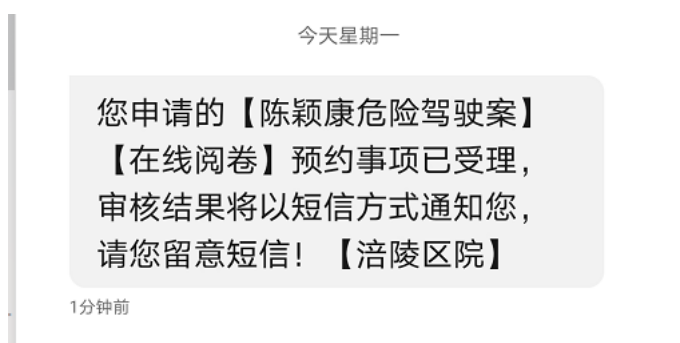 今天星期一
您申请的【陈颖康危险驾驶案】
【在线阅卷】预约事项已受理，
审核结果将以短信方式通知您，
请您留意短信！【涪陵区院】
1分钟前